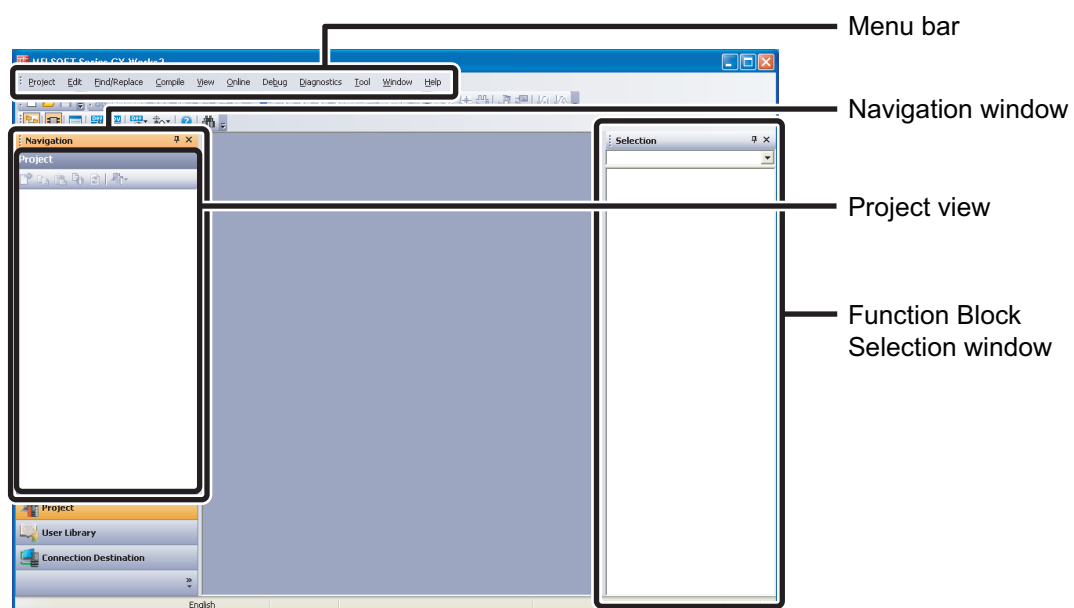 Menu bar
MELSOFT Series GX Works2
Project Edit Find/Replace Compile View Online Debug Diagnostics Tool Window Help
Navigation window
Navigation
Selection
Project
Project view
Function Block
Selection window
Project
User Library
Connection Destination
English